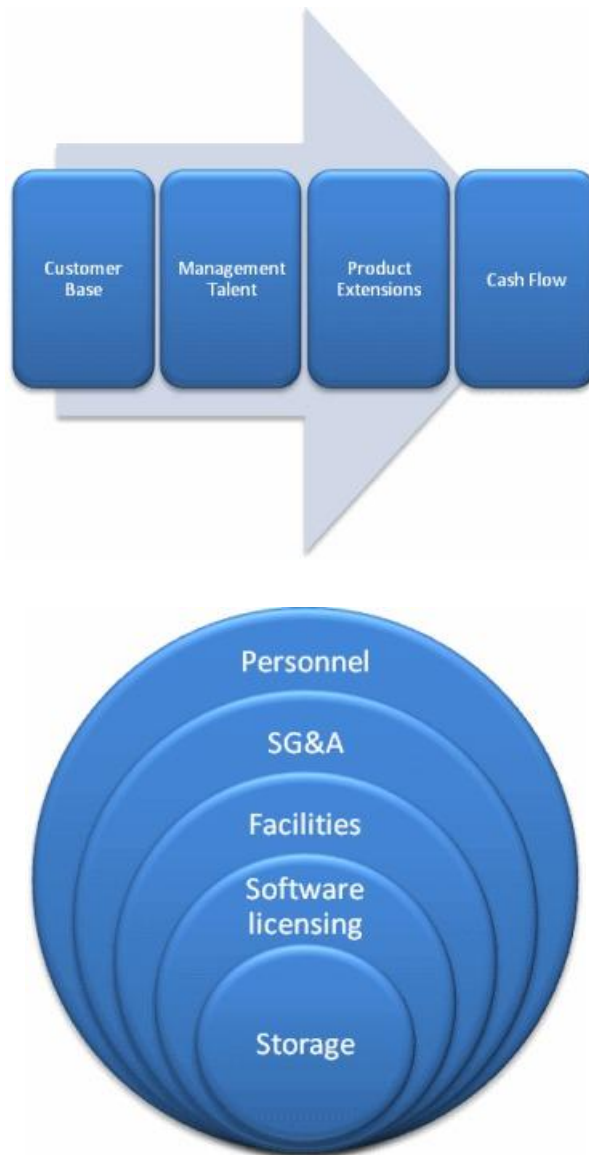 Customer
Base
Management
Talent
Product
Extensions
Cash Flow
Personnel
SG&A
Facilities
Software
licensing
Storage